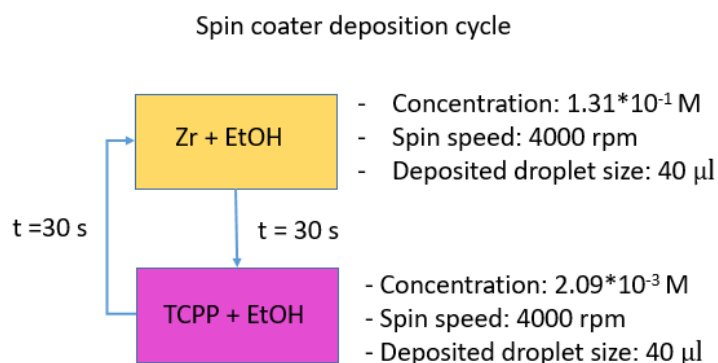 Spin coater deposition cycle
Zr + EtOH
- Concentration: 1.31*10⁻¹ M
- Spin speed: 4000 rpm
- Deposited droplet size: 40 μl
t =30 s
t = 30 s
TCPP + EtOH
- Concentration: 2.09*10⁻³ M
- Spin speed: 4000 rpm
- Deposited droplet size: 40 μl